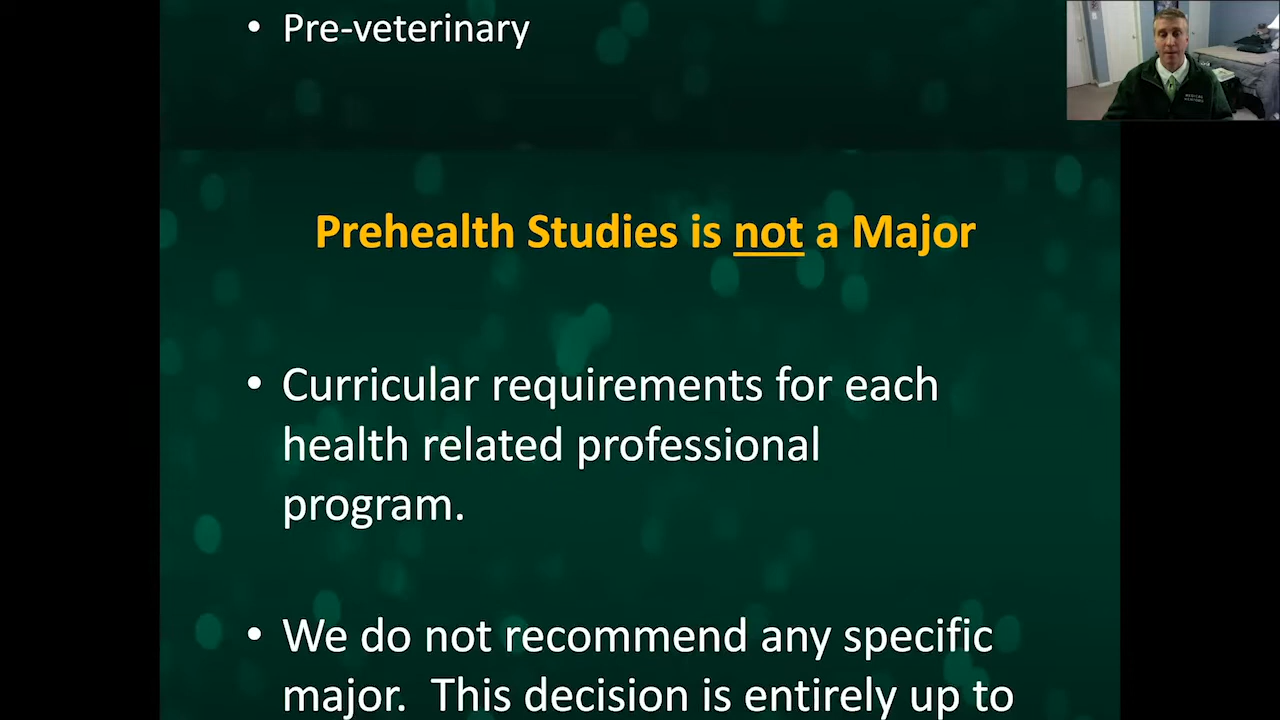 • Pre-veterinary
Prehealth Studies is not a Major
• Curricular requirements for each
health related professional
program.
• We do not recommend any specific
major.  This decision is entirely up to